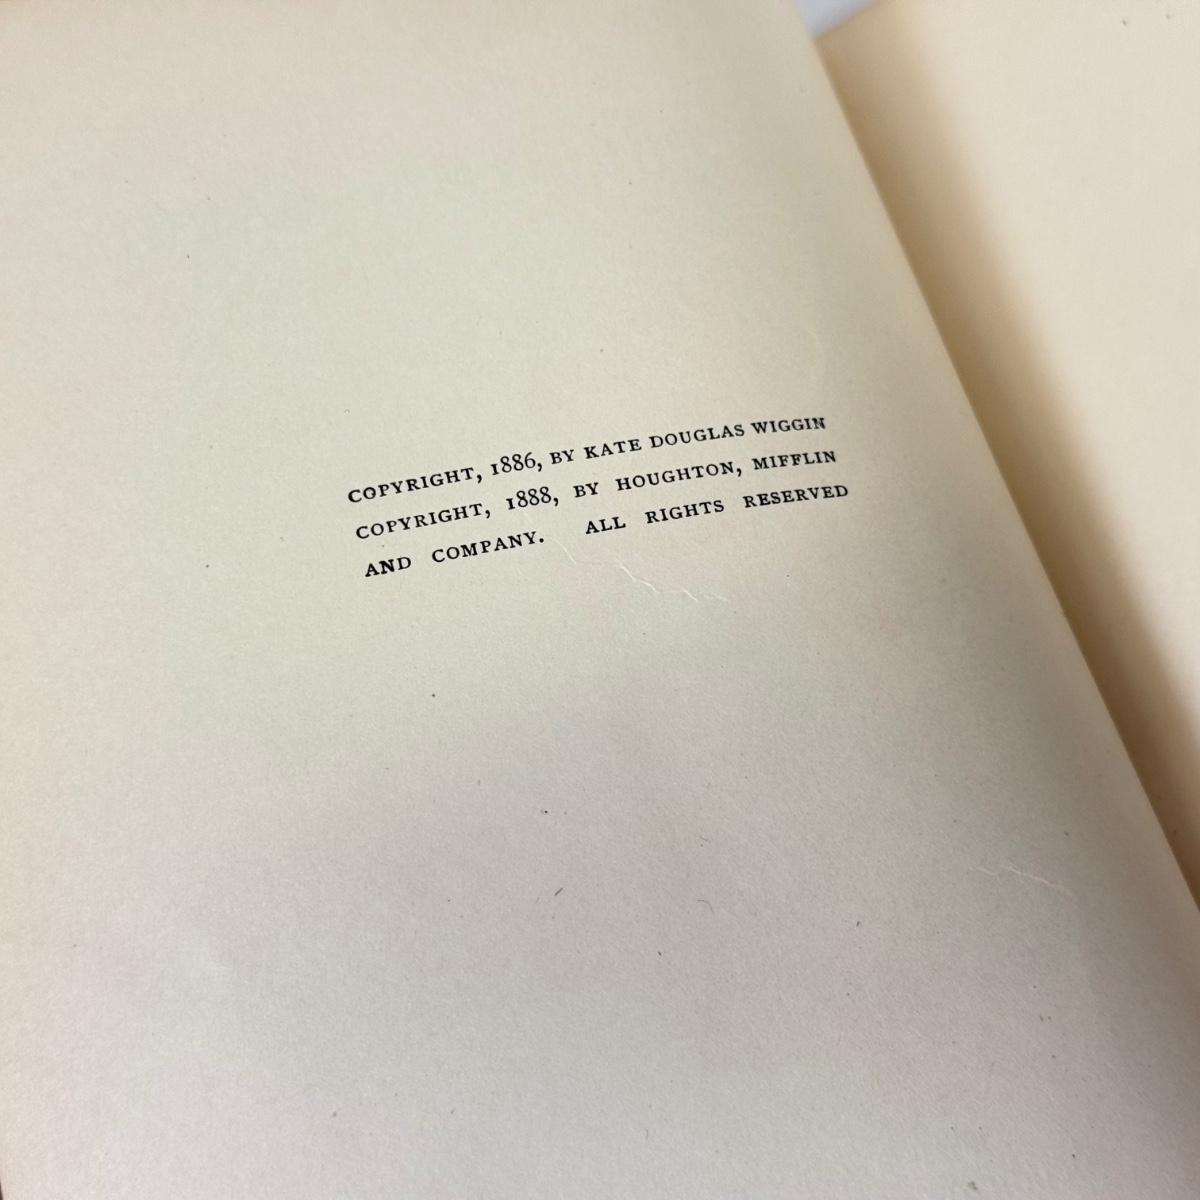 COPYRIGHT, 1886, BY KATE DOUGLAS WIGGIN
COPYRIGHT, 1888, BY HOUGHTON, MIFFLIN
AND COMPANY. ALL RIGHTS RESERVED